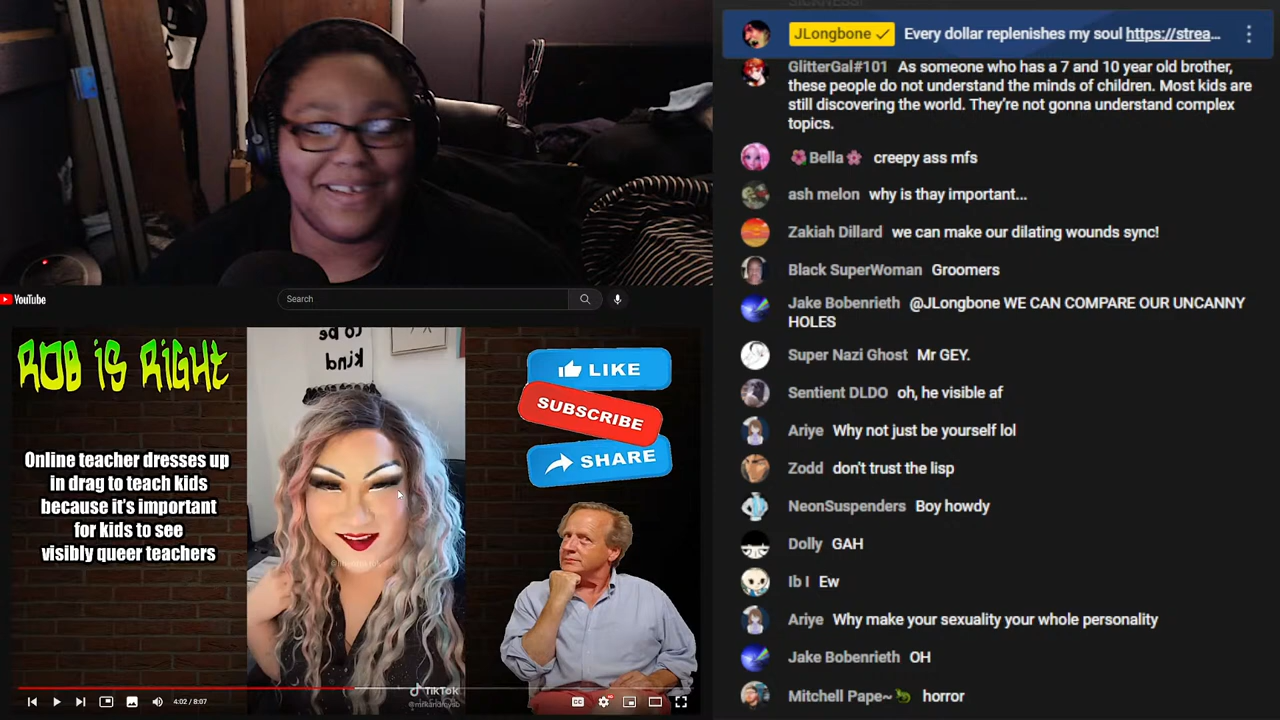 JLongbone Every dollar replenishes my soul https://strea...
GlitterGal#101 As someone who has a 7 and 10 year old brother,
these people do not understand the minds of children. Most kids are
still discovering the world. They're not gonna understand complex
topics.
🌸Bella🌸 creepy ass mfs
ash melon why is thay important...
Zakiah Dillard we can make our dilating wounds sync!
Black SuperWoman Groomers
Jake Bobenrieth @JLongbone WE CAN COMPARE OUR UNCANNY
HOLES
Super Nazi Ghost Mr GEY.
Sentient DLDO oh, he visible af
Ariye Why not just be yourself lol
Zodd don't trust the lisp
NeonSuspenders Boy howdy
Dolly GAH
Ib I Ew
Ariye Why make your sexuality your whole personality
Jake Bobenrieth OH
Mitchell Pape~ horror
YouTube
Search
ROB iS RiGHt
Online teacher dresses up
in drag to teach kids
because it's important
for kids to see
visibly queer teachers
to be
kind
LIKE
SUBSCRIBE
SHARE
TikTok
4:02 / 8:07
CC